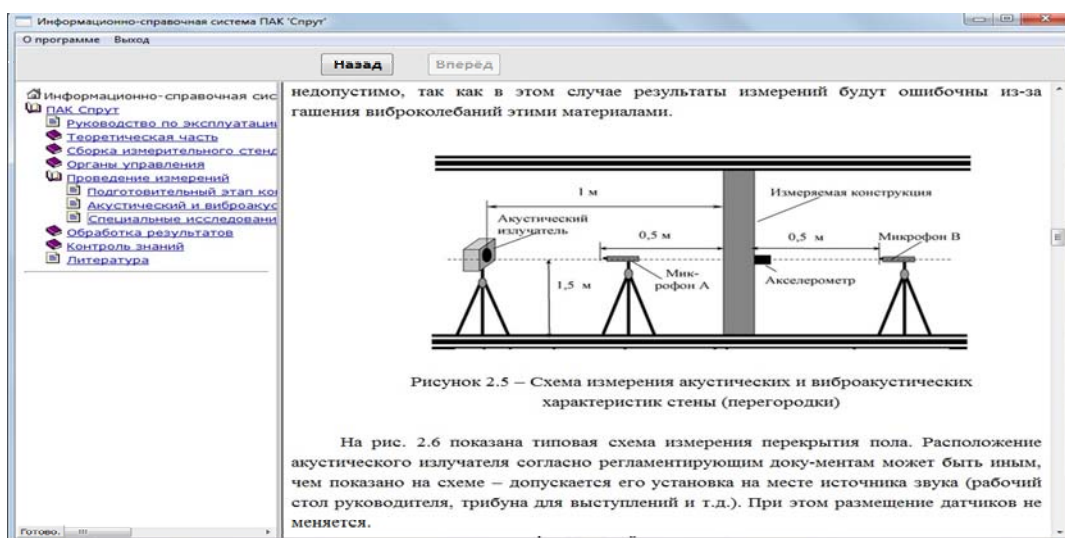 Информационно-справочная система ПАК 'Спрут'
О программе Выход
Назад Вперёд
Информационно-справочная сис
ПАК Спрут
Руководство по эксплуатации
Теоретическая часть
Сборка измерительного стенд
Органы управления
Проведение измерений
Подготовительный этап кон
Акустический и виброакус
Специальные исследовани
Обработка результатов
Контроль знаний
Литература
Готово.
недопустимо, так как в этом случае результаты измерений будут ошибочны из-за
гашения виброколебаний этими материалами.
1 м
Измеряемая конструкция
Акустический
излучатель
0,5 м
0,5 м
Микрофон В
1,5 м
Мик-
рофон А
Акселерометр
Рисунок 2.5 – Схема измерения акустических и виброакустических
характеристик стены (перегородки)
На рис. 2.6 показана типовая схема измерения перекрытия пола. Расположение
акустического излучателя согласно регламентирующим доку-ментам может быть иным,
чем показано на схеме – допускается его установка на месте источника звука (рабочий
стол руководителя, трибуна для выступлений и т.д.). При этом размещение датчиков не
меняется.